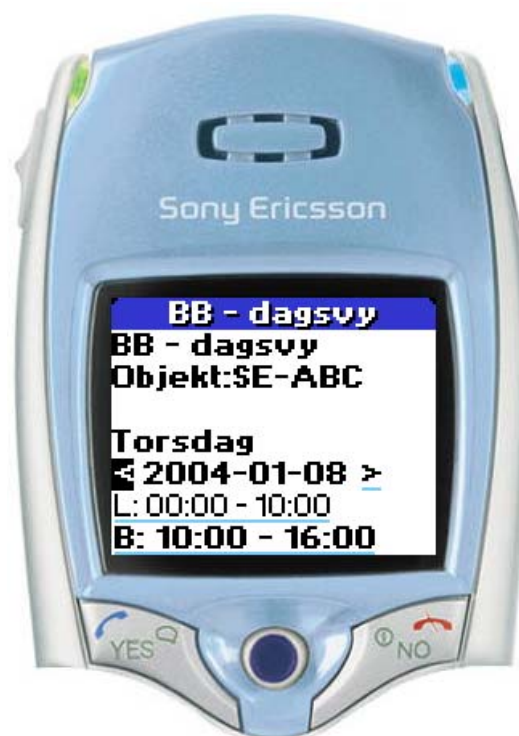 Sony Ericsson
BB - dagsvy
BB - dagsvy
Objekt:SE-ABC
Torsdag
< 2004-01-08 >
L: 00:00 - 10:00
B: 10:00 - 16:00
YES NO